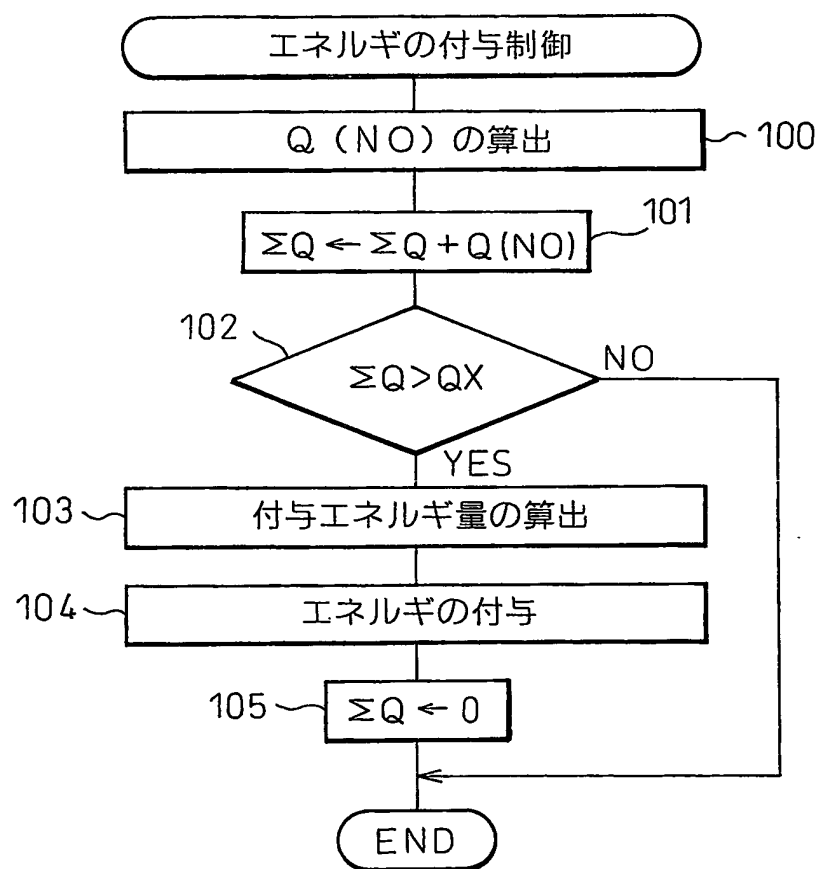 エネルギの付与制御
Q(NO)の算出
100
101
ΣQ←ΣQ+Q(NO)
102
ΣQ>QX
NO
YES
103
付与エネルギ量の算出
104
エネルギの付与
105
ΣQ←0
END